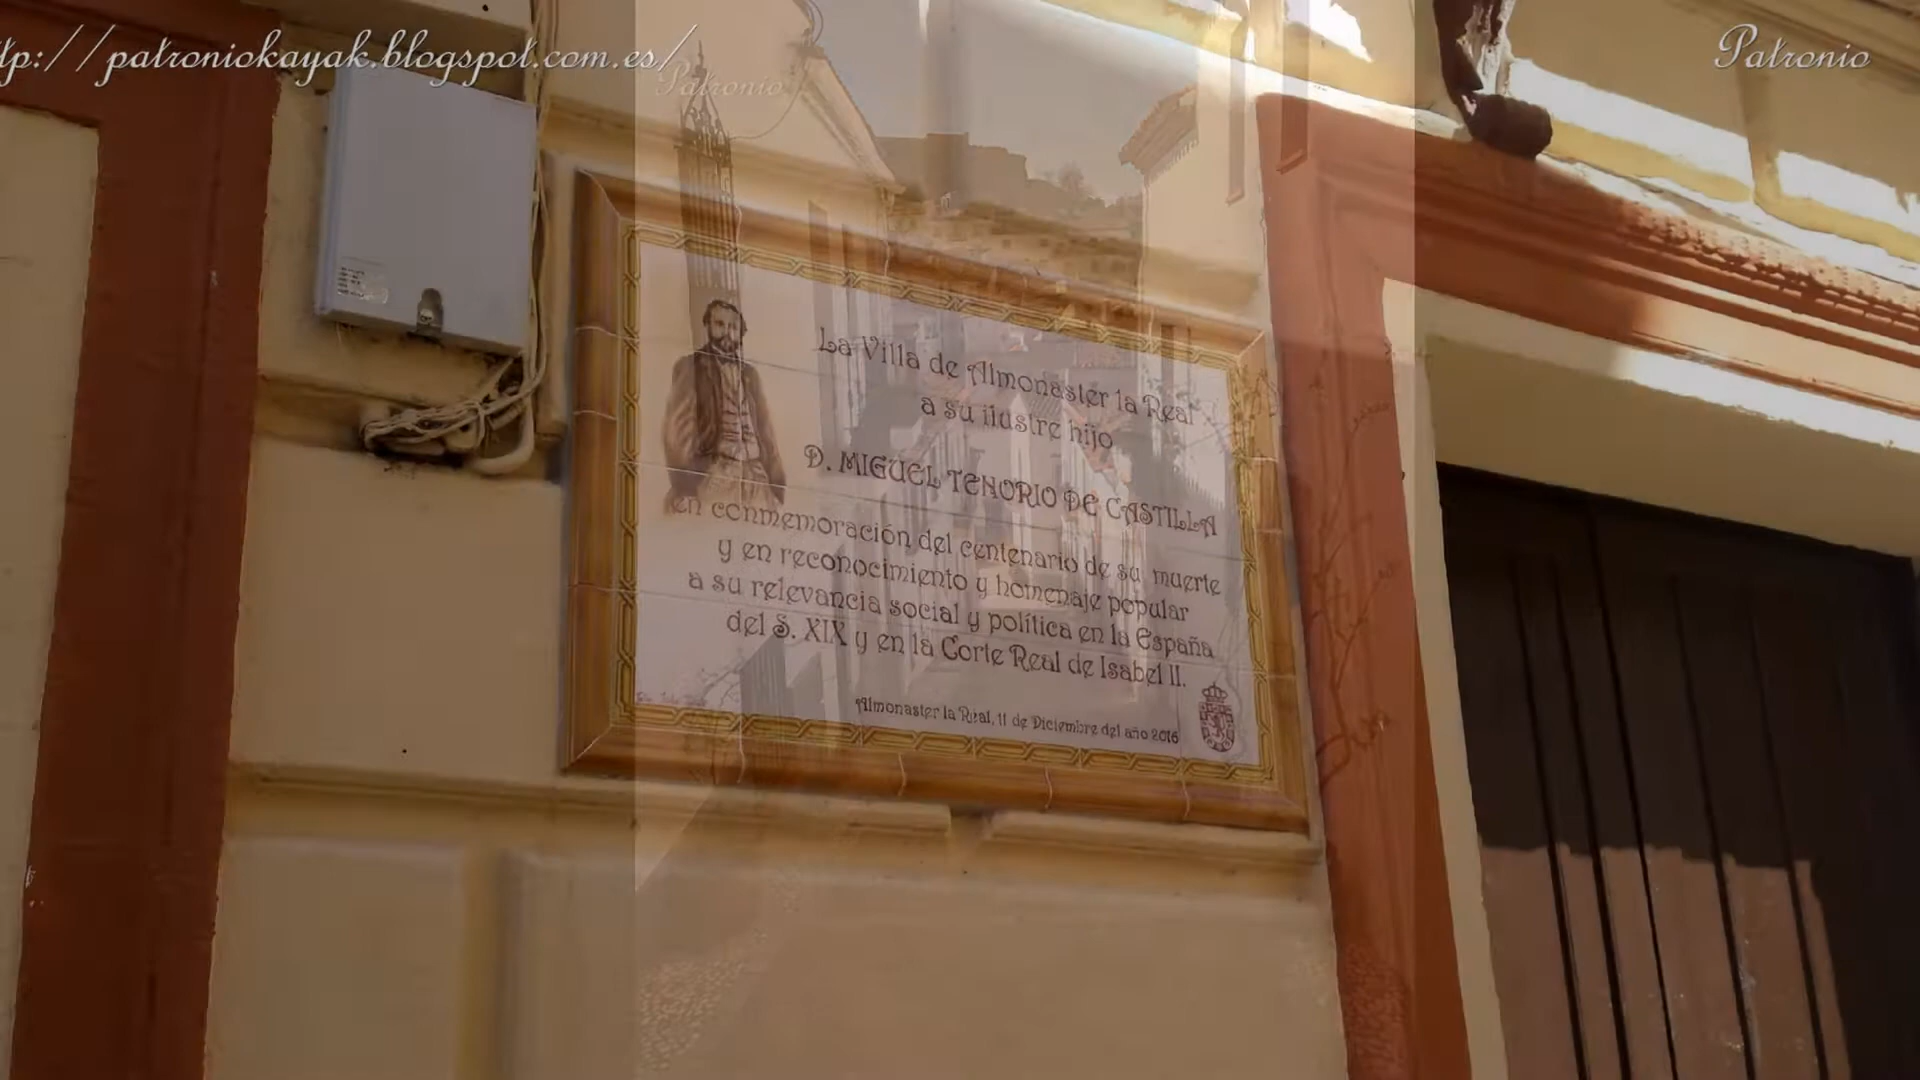 tp://patroniokayak.blogspot.com.es/
Patronio
Patronio
La Villa de Almonaster la Real
a su ilustre hijo
D. MIGUEL TENORIO DE CASTILLA
en conmemoración del centenario de su muerte
y en reconocimiento y homenaje popular
a su relevancia social y política en la España
del S. XIX y en la Corte Real de Isabel II.
Almonaster la Real, 11 de Diciembre del año 2016